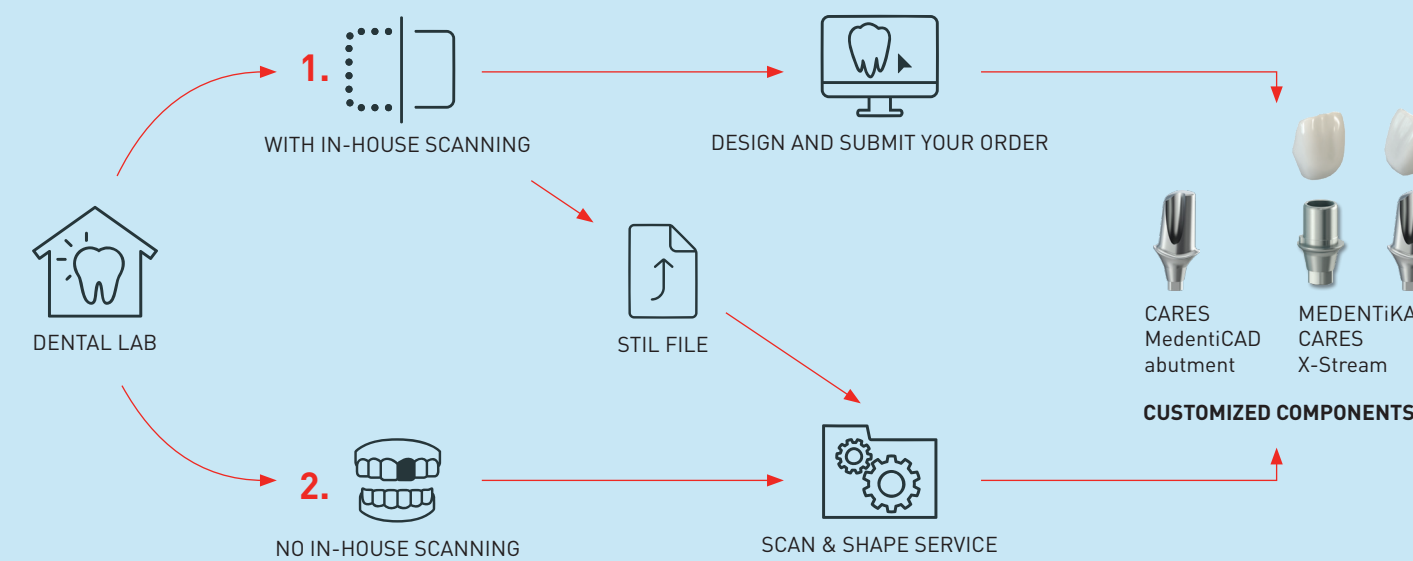 1.
WITH IN-HOUSE SCANNING
DESIGN AND SUBMIT YOUR ORDER
DENTAL LAB
STIL FILE
CARES
MedentiCAD
abutment
MEDENTiKA
CARES
X-Stream
CUSTOMIZED COMPONENTS
2.
NO IN-HOUSE SCANNING
SCAN & SHAPE SERVICE